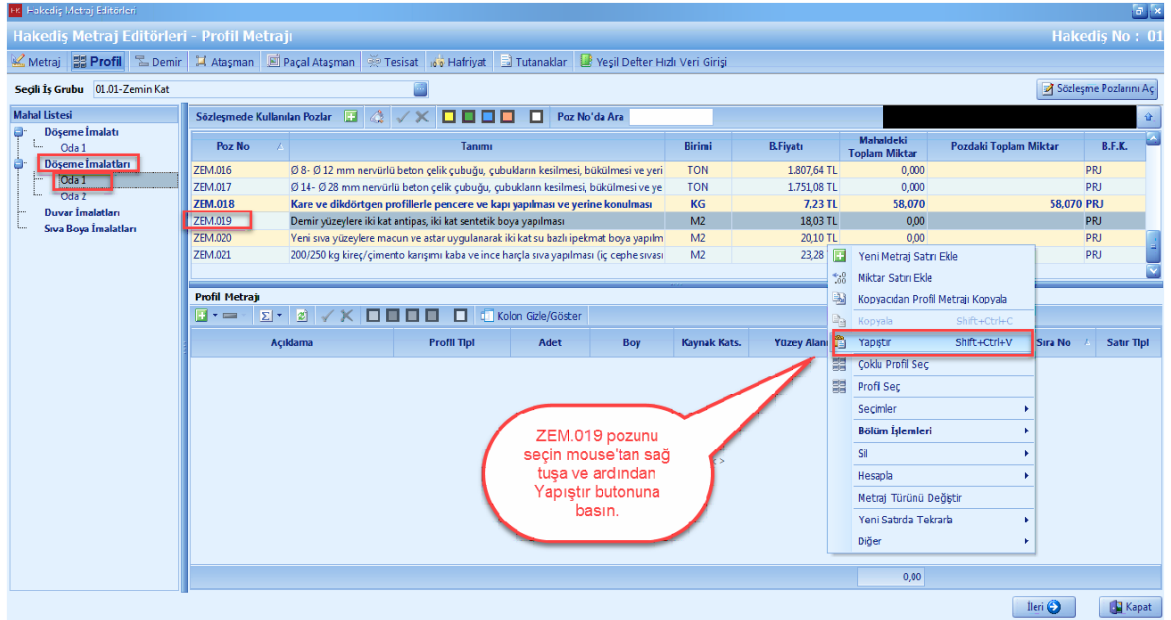 Hakediş Metraj Editörleri
Hakediş Metraj Editörleri - Profil Metrajı
Hakediş No : 01
Metraj Profil Demir Ataşman Paçal Ataşman Tesisat Hafriyat Tutanaklar Yeşil Defter Hızlı Veri Girişi
Seçili İş Grubu 01.01-Zemin Kat
Sözleşme Pozlarını Aç
Mahal Listesi
Döşeme İmalatı
Oda 1
Döşeme İmalatları
Oda 1
Oda 2
Duvar İmalatları
Sıva Boya İmalatları
Sözleşmede Kullanılan Pozlar Poz No'da Ara
Poz No Tanımı Birimi B.Fiyatı Mahaldeki Toplam Miktar Pozdaki Toplam Miktar B.F.K.
ZEM.016 Ø 8- Ø 12 mm nervürlü beton çelik çubuğu, çubukların kesilmesi, bükülmesi ve yeri TON 1.807,64 TL 0,000 PRJ
ZEM.017 Ø 14- Ø 28 mm nervürlü beton çelik çubuğu, çubukların kesilmesi, bükülmesi ve ye TON 1.751,08 TL 0,000 PRJ
ZEM.018 Kare ve dikdörtgen profillerle pencere ve kapı yapılması ve yerine konulması KG 7,23 TL 58,070 58,070 PRJ
ZEM.019 Demir yüzeylere iki kat antipas, iki kat sentetik boya yapılması M2 18,03 TL 0,00 PRJ
ZEM.020 Yeni sıva yüzeylere macun ve astar uygulanarak iki kat su bazlı ipekmat boya yapılm M2 20,10 TL 0,00 PRJ
ZEM.021 200/250 kg kireç/çimento karışımı kaba ve ince harçla sıva yapılması (iç cephe sıvası M2 23,28 PRJ
Profil Metrajı
Kolon Gizle/Göster
Açıklama Profil Tipi Adet Boy Kaynak Kats. Yüzey Alanı Sıra No Satır Tipi
Yeni Metraj Satırı Ekle
Miktar Satırı Ekle
Kopyacıdan Profil Metrajı Kopyala
Kopyala Shift+Ctrl+C
Yapıştır Shift+Ctrl+V
Çoklu Profil Seç
Profil Seç
Seçimler
Bölüm İşlemleri
Sil
Hesapla
Metraj Türünü Değiştir
Yeni Satırda Tekrarla
Diğer
ZEM.019 pozunu
seçin mouse'tan sağ
tuşa ve ardından
Yapıştır butonuna
basın.
0,00
İleri Kapat